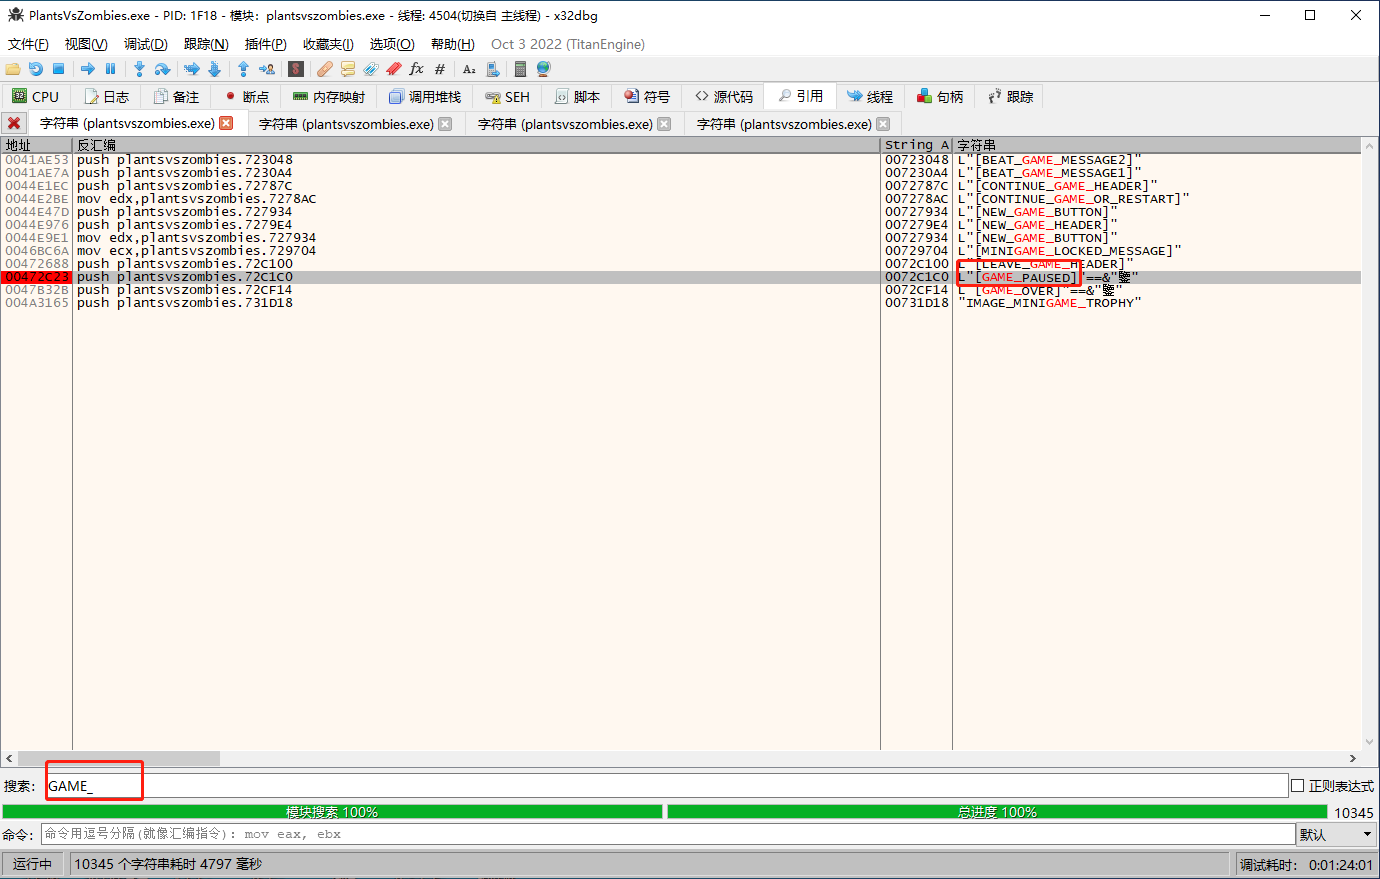 PlantsVsZombies.exe - PID: 1F18 - 模块: plantsvszombies.exe - 线程: 4504(切换自 主线程) - x32dbg
文件(F) 视图(V) 调试(D) 跟踪(N) 插件(P) 收藏夹(I) 选项(O) 帮助(H) Oct 3 2022 (TitanEngine)
CPU 日志 备注 断点 内存映射 调用堆栈 SEH 脚本 符号 源代码 引用 线程 句柄 跟踪
字符串 (plantsvszombies.exe) 字符串 (plantsvszombies.exe) 字符串 (plantsvszombies.exe) 字符串 (plantsvszombies.exe)
地址 反汇编 String A 字符串
0041AE53 push plantsvszombies.723048 00723048 L"[BEAT_GAME_MESSAGE2]"
0041AE7A push plantsvszombies.7230A4 007230A4 L"[BEAT_GAME_MESSAGE1]"
0044E1EC push plantsvszombies.72787C 0072787C L"[CONTINUE_GAME_HEADER]"
0044E2BE mov edx,plantsvszombies.7278AC 007278AC L"[CONTINUE_GAME_OR_RESTART]"
0044E47D push plantsvszombies.727934 00727934 L"[NEW_GAME_BUTTON]"
0044E976 push plantsvszombies.7279E4 007279E4 L"[NEW_GAME_HEADER]"
0044E9E1 mov edx,plantsvszombies.727934 00727934 L"[NEW_GAME_BUTTON]"
0046BC6A mov ecx,plantsvszombies.729704 00729704 L"[MINIGAME_LOCKED_MESSAGE]"
00472688 push plantsvszombies.72C100 0072C100 L"[LEAVE_GAME_HEADER]"
00472C23 push plantsvszombies.72C1C0 0072C1C0 L"[GAME_PAUSED]"==&"
0047B32B push plantsvszombies.72CF14 0072CF14 L"[GAME_OVER]"==&"
004A3165 push plantsvszombies.731D18 00731D18 "IMAGE_MINIGAME_TROPHY"
搜索: GAME_ 正则表达式
模块搜索 100% 总进度 100% 10345
命令: 命令用逗号分隔(就像汇编指令): mov eax, ebx 默认
运行中 10345 个字符串耗时 4797 毫秒 调试耗时: 0:01:24:01